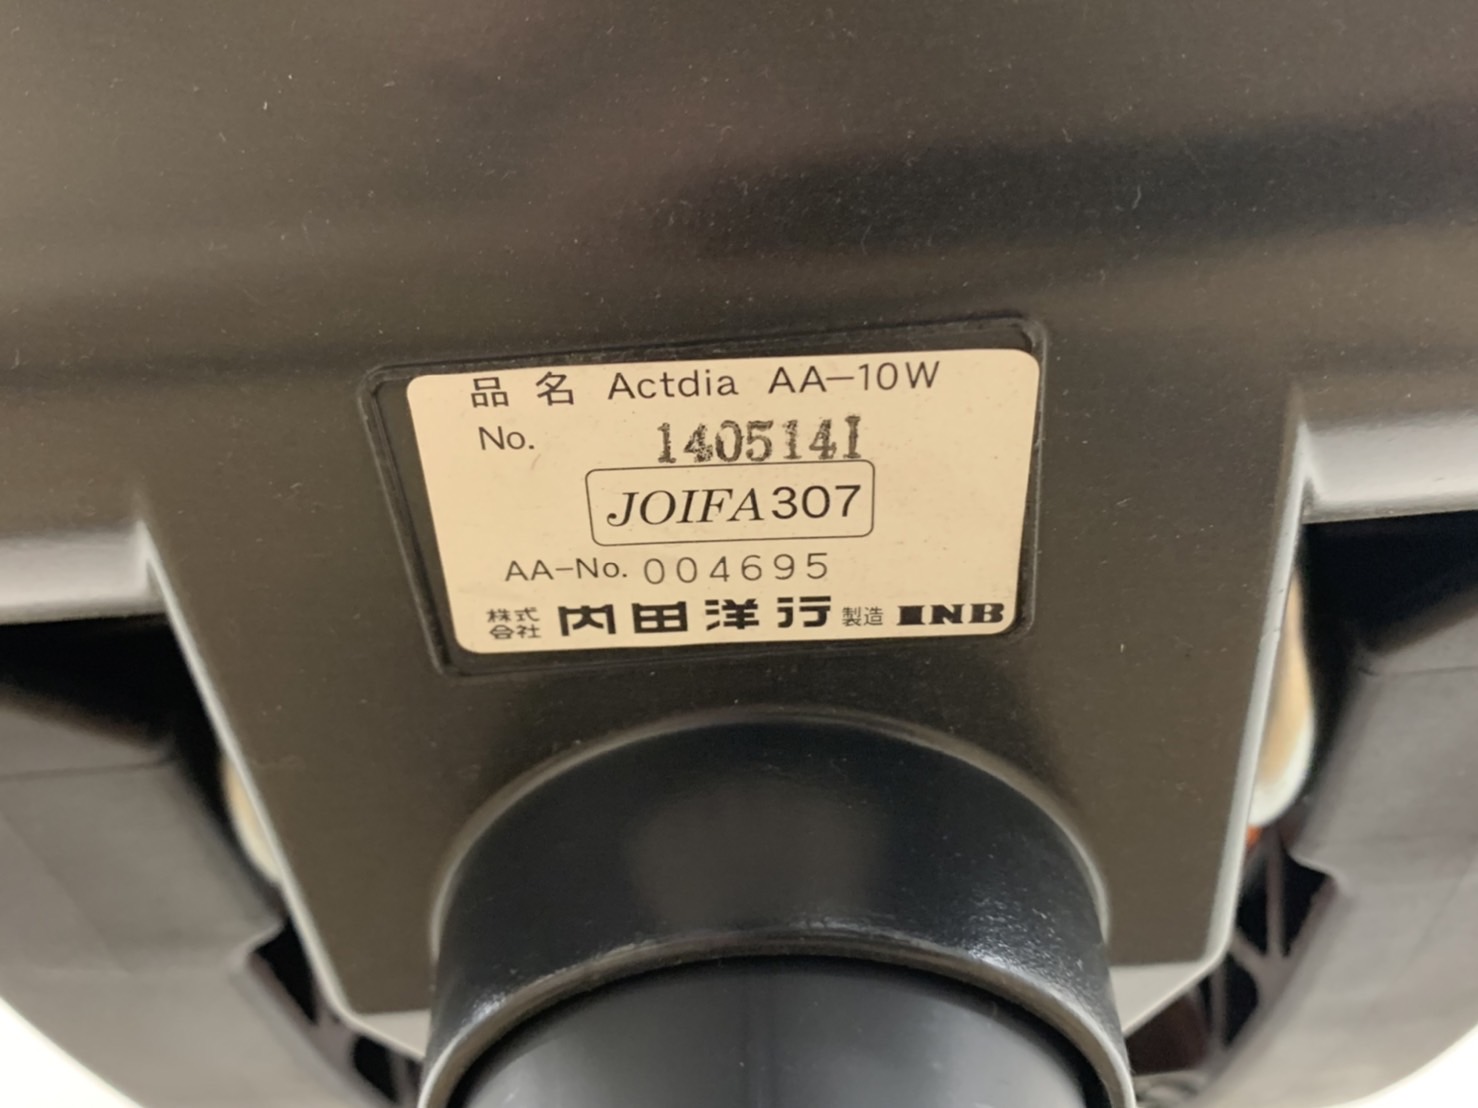 品名 Actdia AA-10W
No. 1405141
JOIFA307
AA-No. 004695
株式会社 内田洋行 製造 INB